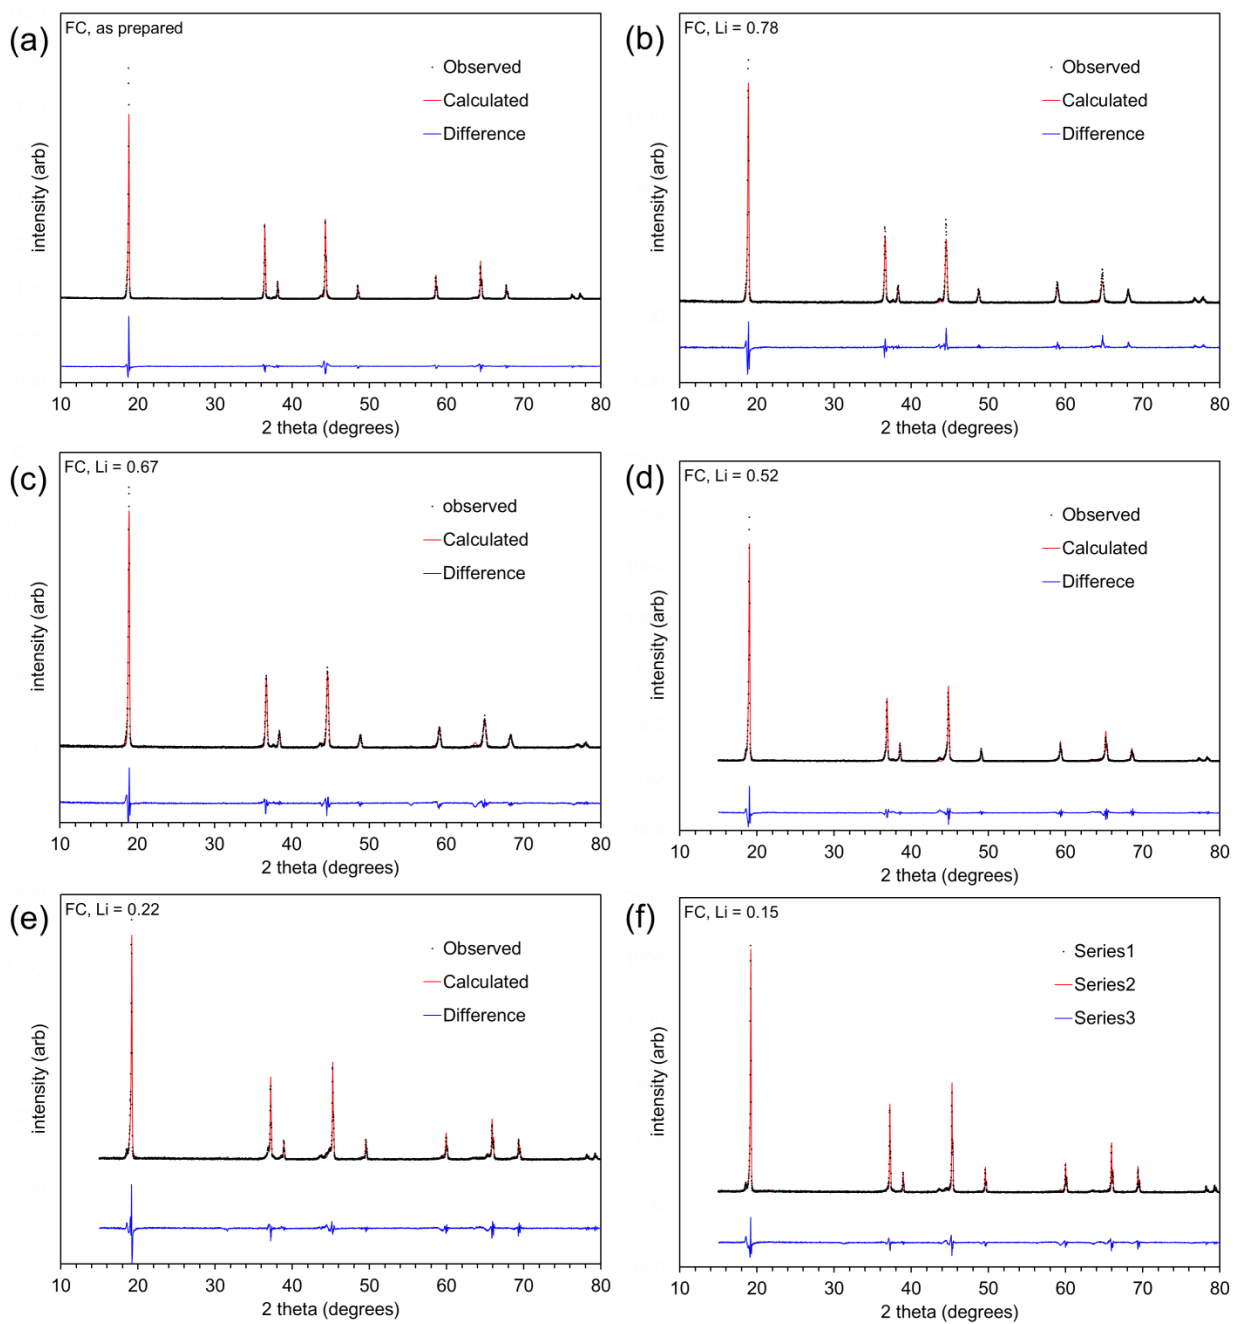 (a)
FC, as prepared
Observed
Calculated
Difference
intensity (arb)
10 20 30 40 50 60 70 80
2 theta (degrees)
(b)
FC, Li = 0.78
Observed
Calculated
Difference
intensity (arb)
10 20 30 40 50 60 70 80
2 theta (degrees)
(c)
FC, Li = 0.67
observed
Calculated
Difference
intensity (arb)
10 20 30 40 50 60 70 80
2 theta (degrees)
(d)
FC, Li = 0.52
Observed
Calculated
Differece
intensity (arb)
10 20 30 40 50 60 70 80
2 theta (degrees)
(e)
FC, Li = 0.22
Observed
Calculated
Difference
intensity (arb)
10 20 30 40 50 60 70 80
2 theta (degrees)
(f)
FC, Li = 0.15
Series1
Series2
Series3
intensity (arb)
10 20 30 40 50 60 70 80
2 theta (degrees)